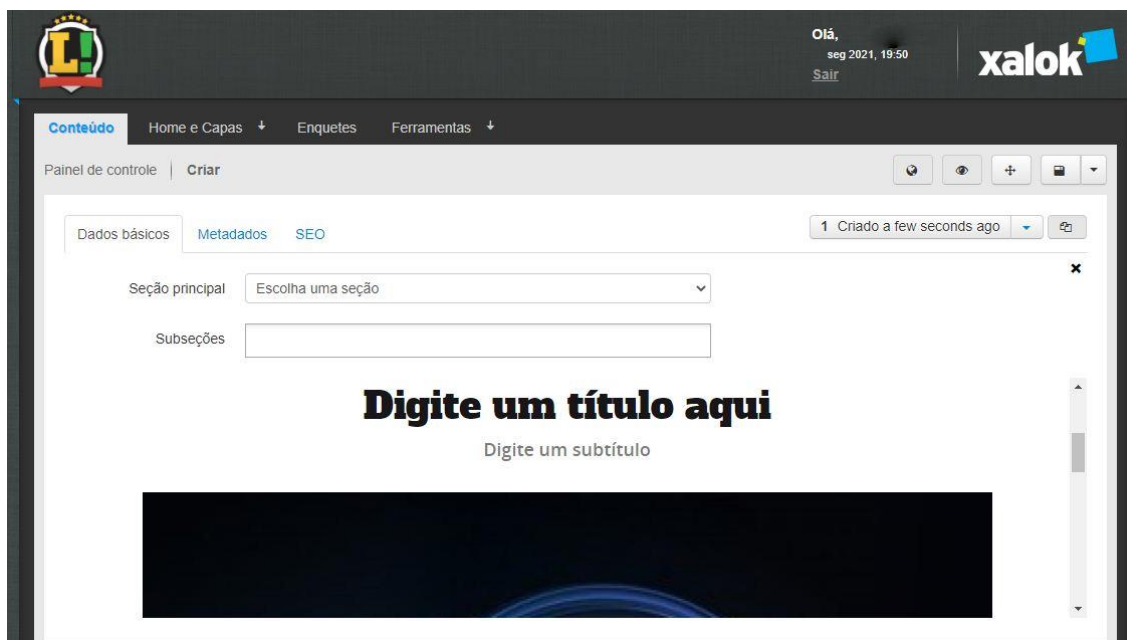 L!
Olá,
seg 2021, 19:50
Sair
xalok
Conteúdo
Home e Capas
Enquetes
Ferramentas
Painel de controle | Criar
Dados básicos
Metadados
SEO
1 Criado a few seconds ago
Seção principal
Escolha uma seção
Subseções
Digite um título aqui
Digite um subtítulo